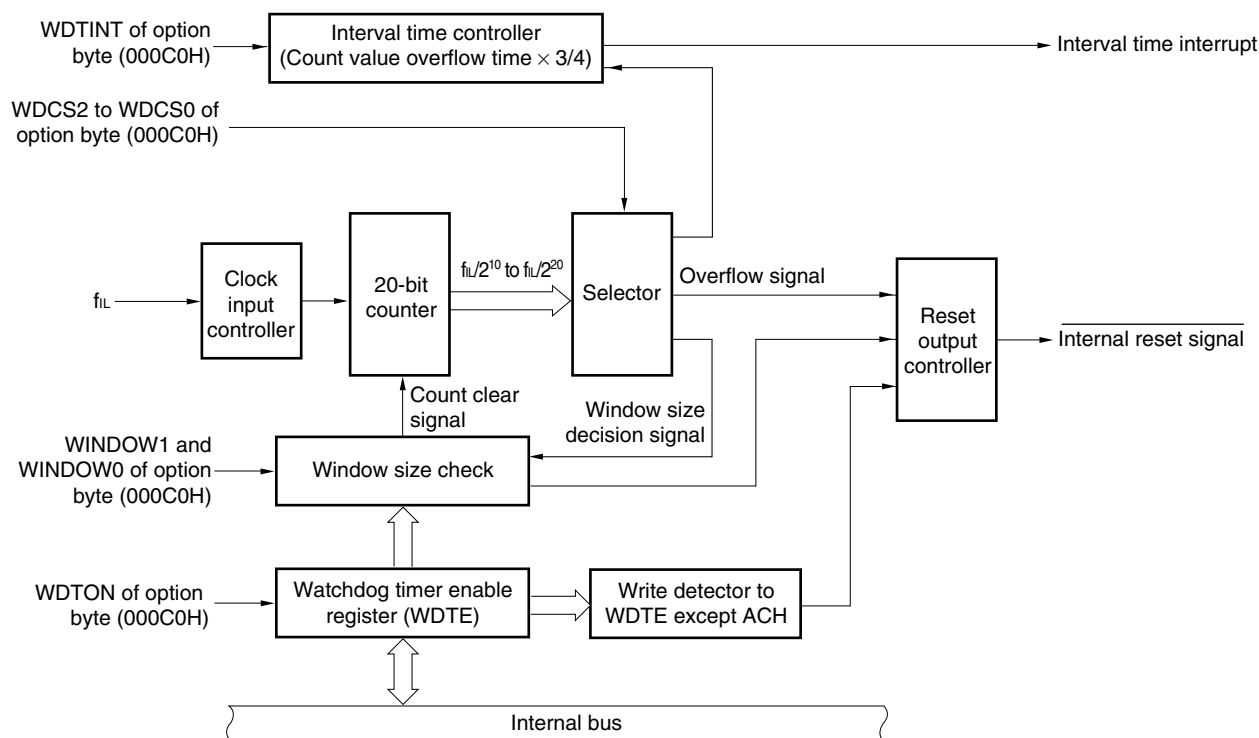 WDTINT of option
byte (000C0H)
Interval time controller
(Count value overflow time × 3/4)
Interval time interrupt
WDCS2 to WDCS0 of
option byte (000C0H)
fIL
Clock
input
controller
20-bit
counter
fIL/2¹⁰ to fIL/2²⁰
Selector
Overflow signal
Reset
output
controller
Internal reset signal
Count clear
signal
Window size
decision signal
WINDOW1 and
WINDOW0 of option
byte (000C0H)
Window size check
WDTON of option
byte (000C0H)
Watchdog timer enable
register (WDTE)
Write detector to
WDTE except ACH
Internal bus